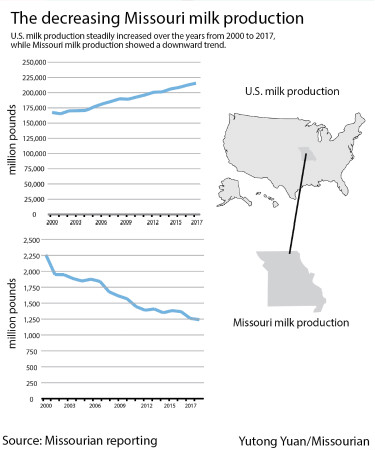 The decreasing Missouri milk production
U.S. milk production steadily increased over the years from 2000 to 2017,
while Missouri milk production showed a downward trend.
million pounds
250,000
225,000
200,000
175,000
150,000
125,000
100,000
75,000
50,000
25,000
0
2000 2003 2006 2009 2011 2014 2017
U.S. milk production
million pounds
2,500
2,250
2,000
1,750
1,500
1,250
1,000
750
500
250
0
2000 2003 2006 2009 2012 2015 2017
Missouri milk production
Source: Missourian reporting
Yutong Yuan/Missourian